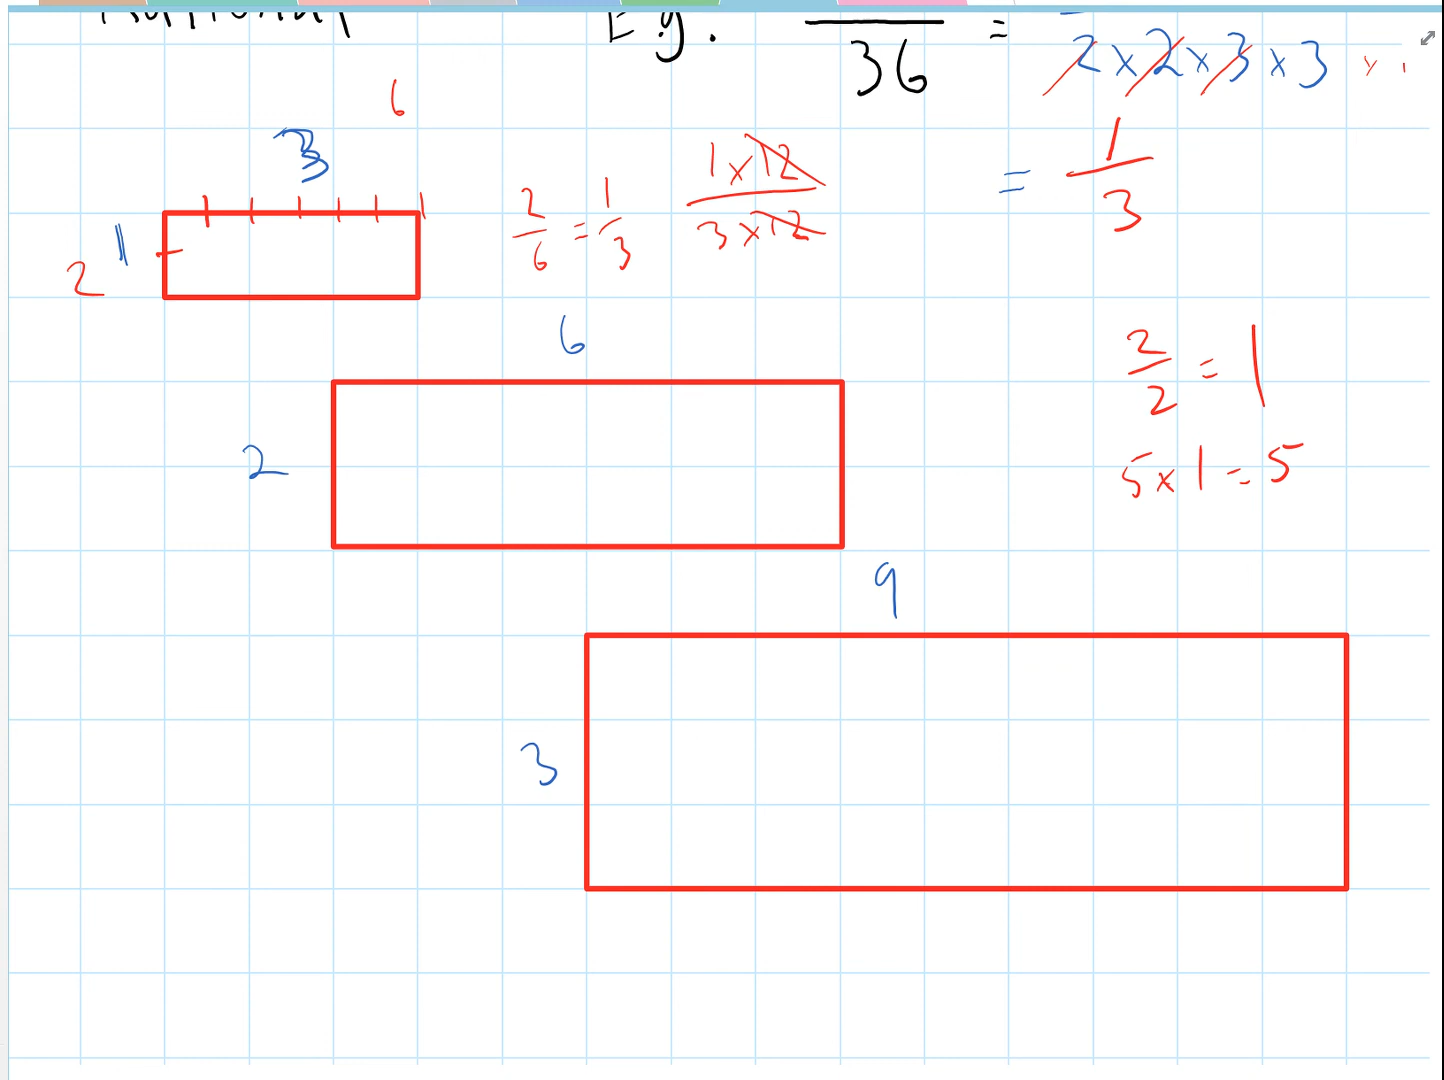 E.g. 36 = 2 x 2 x 3 x 3 x
6
3
1 x 12
2/6 = 1/3
3 x 12
= 1/3
1
2
6
2/2 = 1
2
5 x 1 = 5
9
3